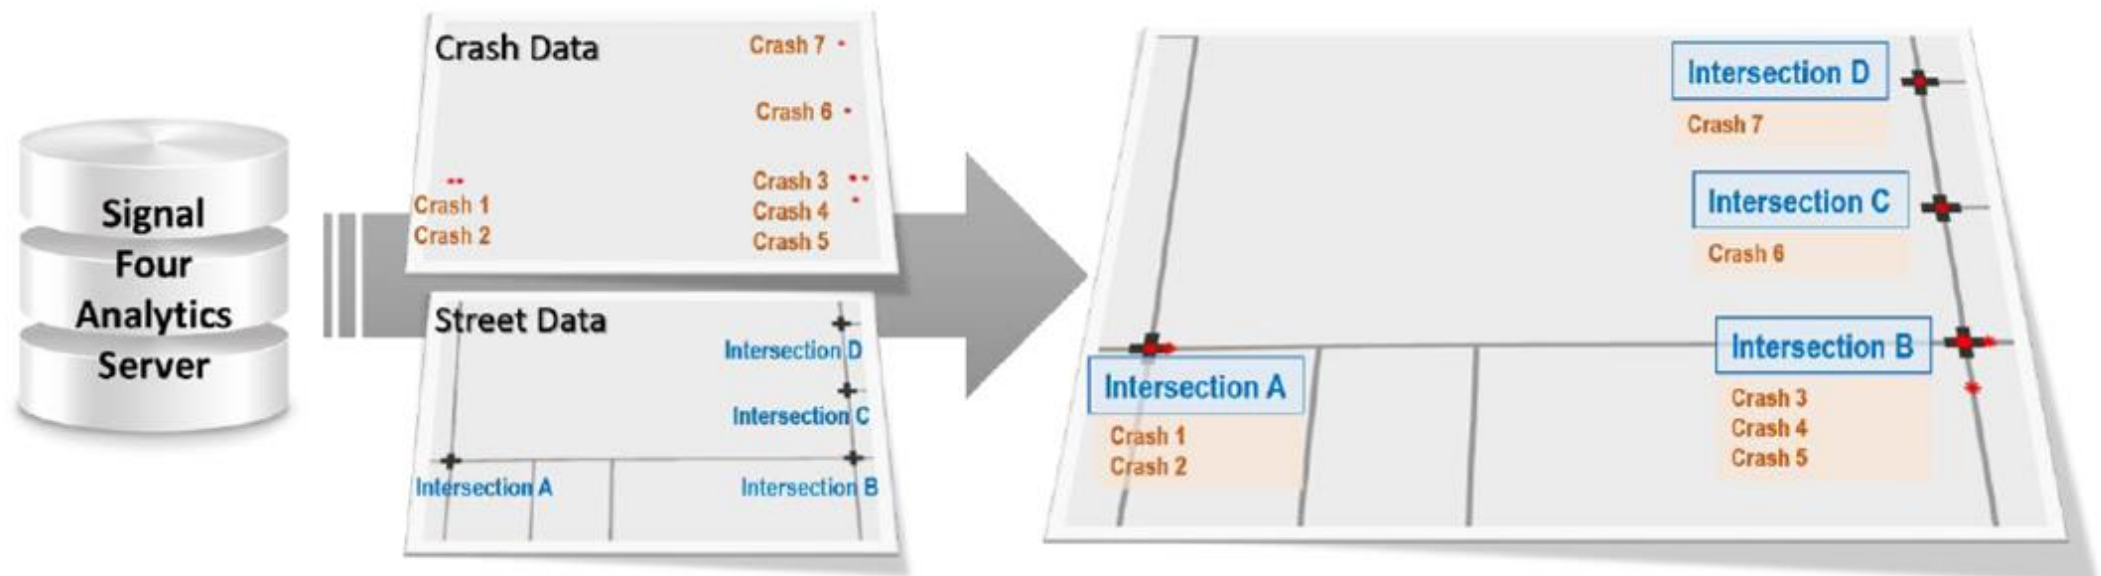 Signal
Four
Analytics
Server
Crash Data
Crash 7
Crash 6
Crash 1
Crash 2
Crash 3
Crash 4
Crash 5
Street Data
Intersection D
Intersection C
Intersection A
Intersection B
Intersection D
Crash 7
Intersection C
Crash 6
Intersection B
Crash 3
Crash 4
Crash 5
Intersection A
Crash 1
Crash 2